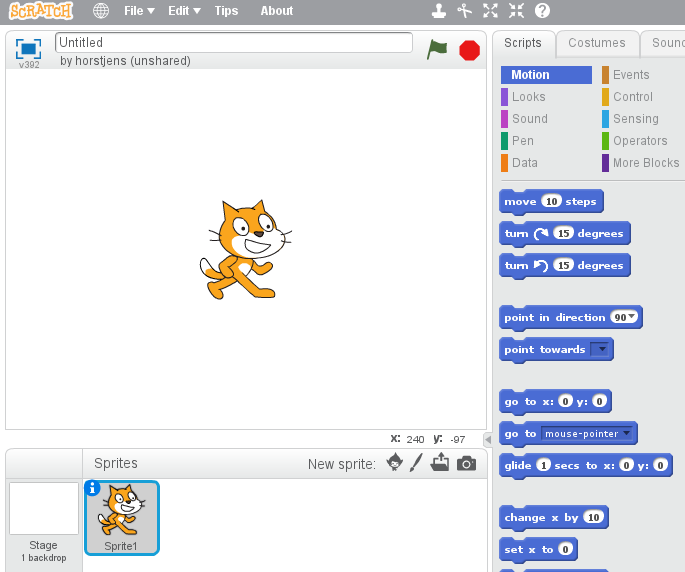 SCRATCH File Edit Tips About
Untitled
by horstjens (unshared)
v392
Scripts Costumes Soun
Motion Events
Looks Control
Sound Sensing
Pen Operators
Data More Blocks
move 10 steps
turn 15 degrees
turn 15 degrees
point in direction 90
point towards
go to x: 0 y: 0
go to mouse-pointer
glide 1 secs to x: 0 y: 0
change x by 10
set x to 0
x: 240 y: -97
Sprites New sprite:
Stage
1 backdrop
Sprite1